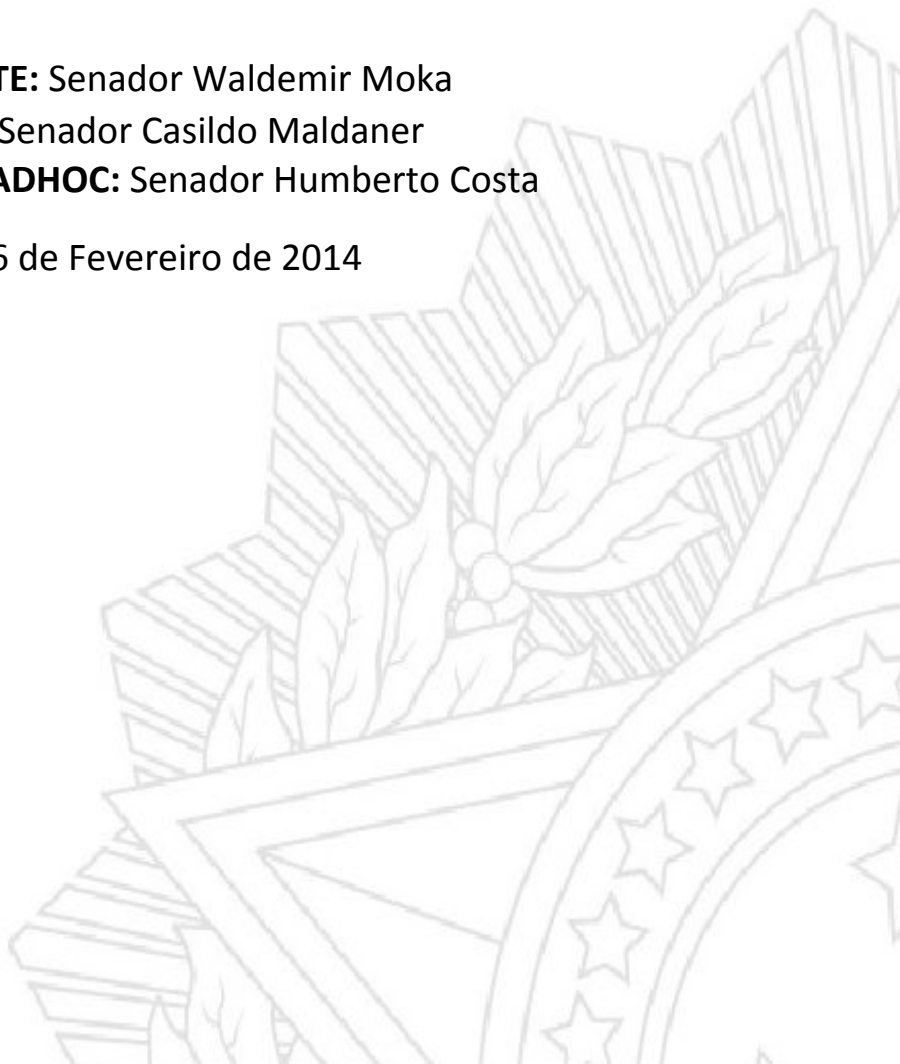 TE: Senador Waldemir Moka
Senador Casildo Maldaner
ADHOC: Senador Humberto Costa
6 de Fevereiro de 2014